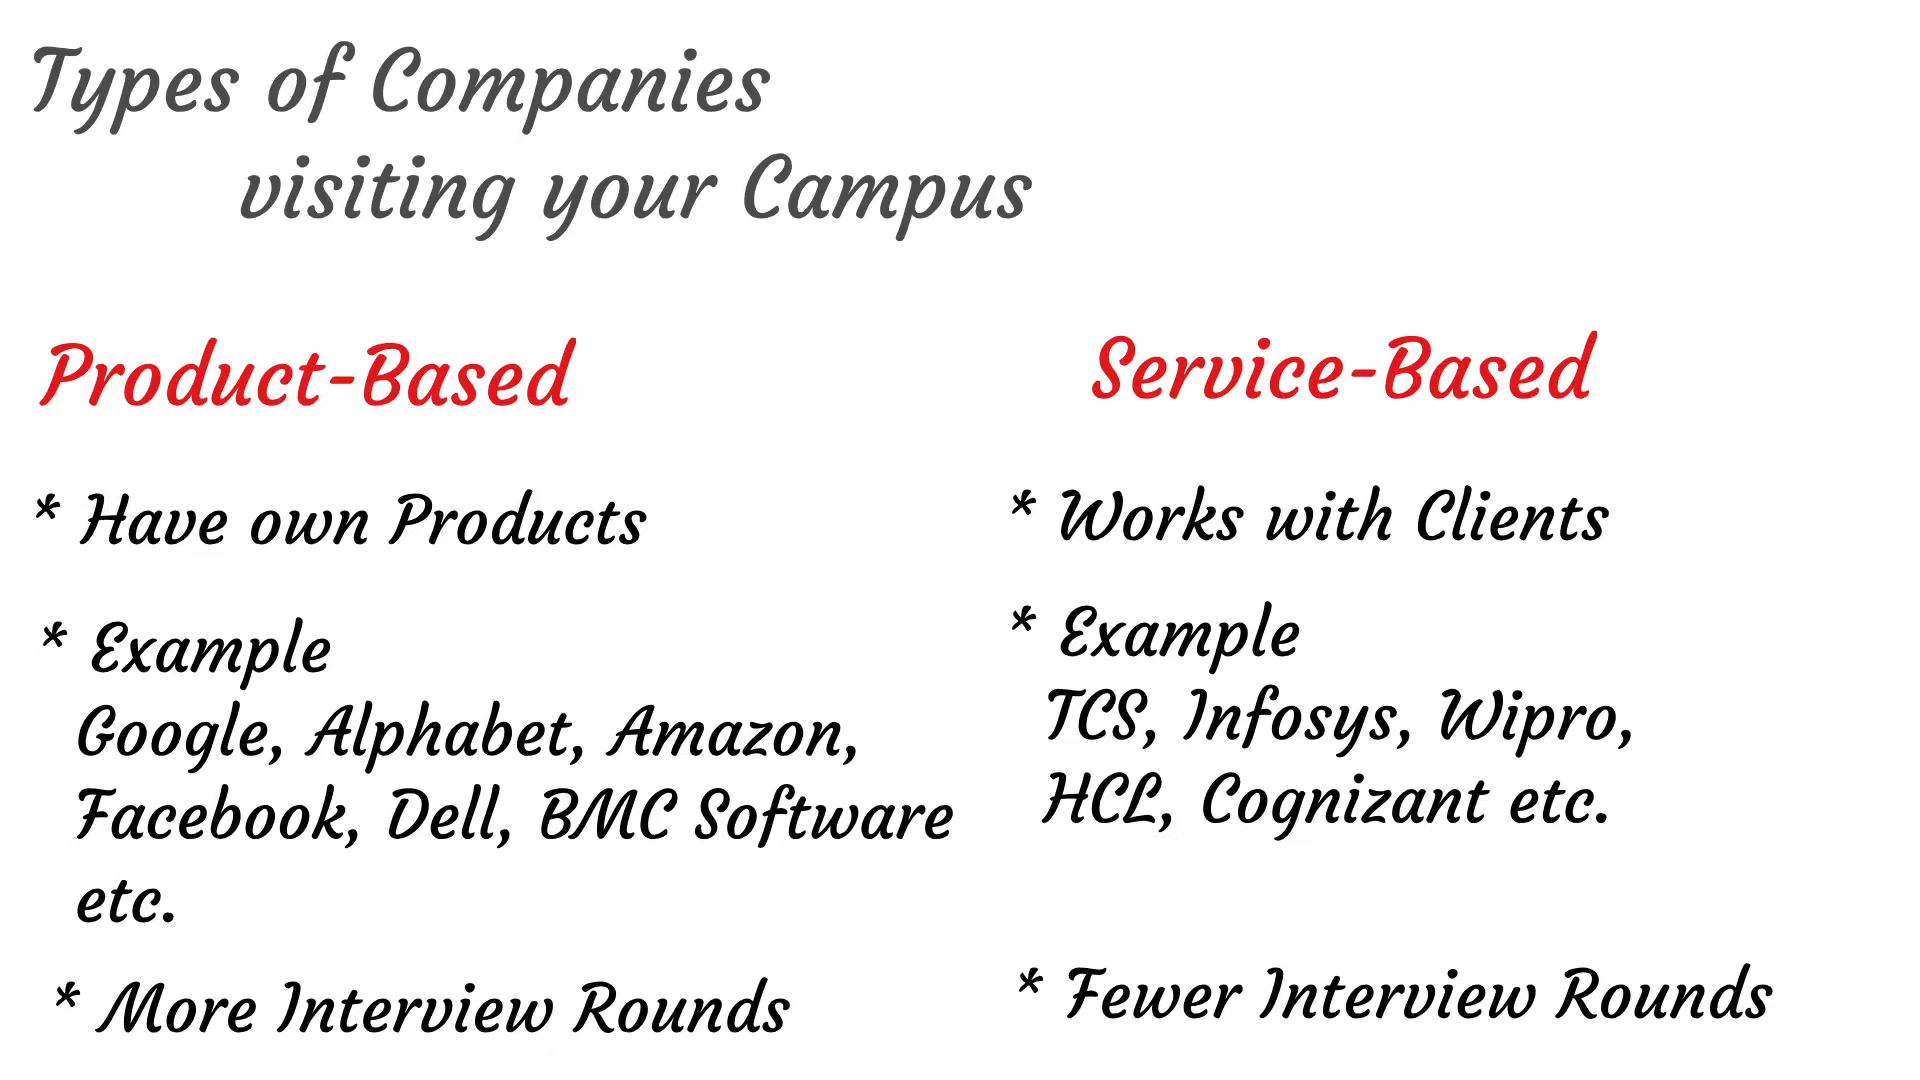 Types of Companies
visiting your Campus
Product-Based
* Have own Products
* Example
Google, Alphabet, Amazon,
Facebook, Dell, BMC Software
etc.
* More Interview Rounds
Service-Based
* Works with Clients
* Example
TCS, Infosys, Wipro,
HCL, Cognizant etc.
* Fewer Interview Rounds